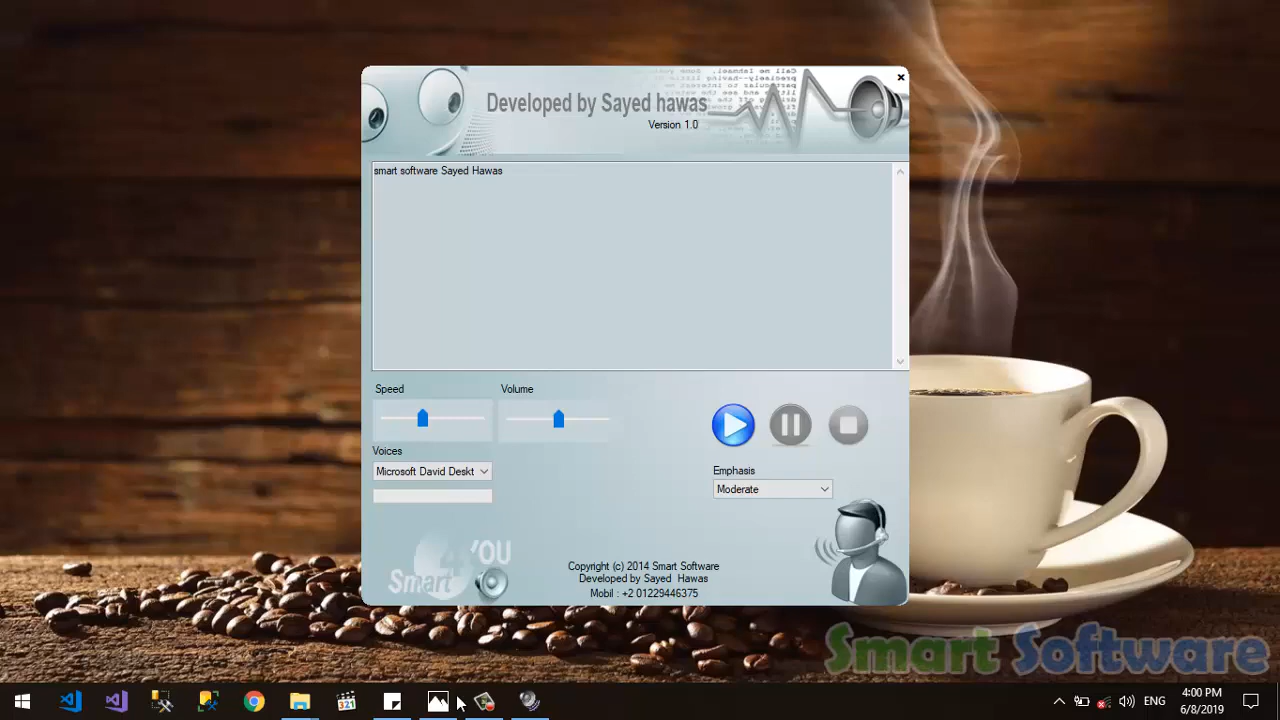 Developed by Sayed hawas
Version 1.0
smart software Sayed Hawas
Speed
Volume
Voices
Microsoft David Deskt
Emphasis
Moderate
4 YOU
Smart
Copyright (c) 2014 Smart Software
Developed by Sayed Hawas
Mobil : +2 01229446375
Smart Software
321
ENG
4:00 PM
6/8/2019